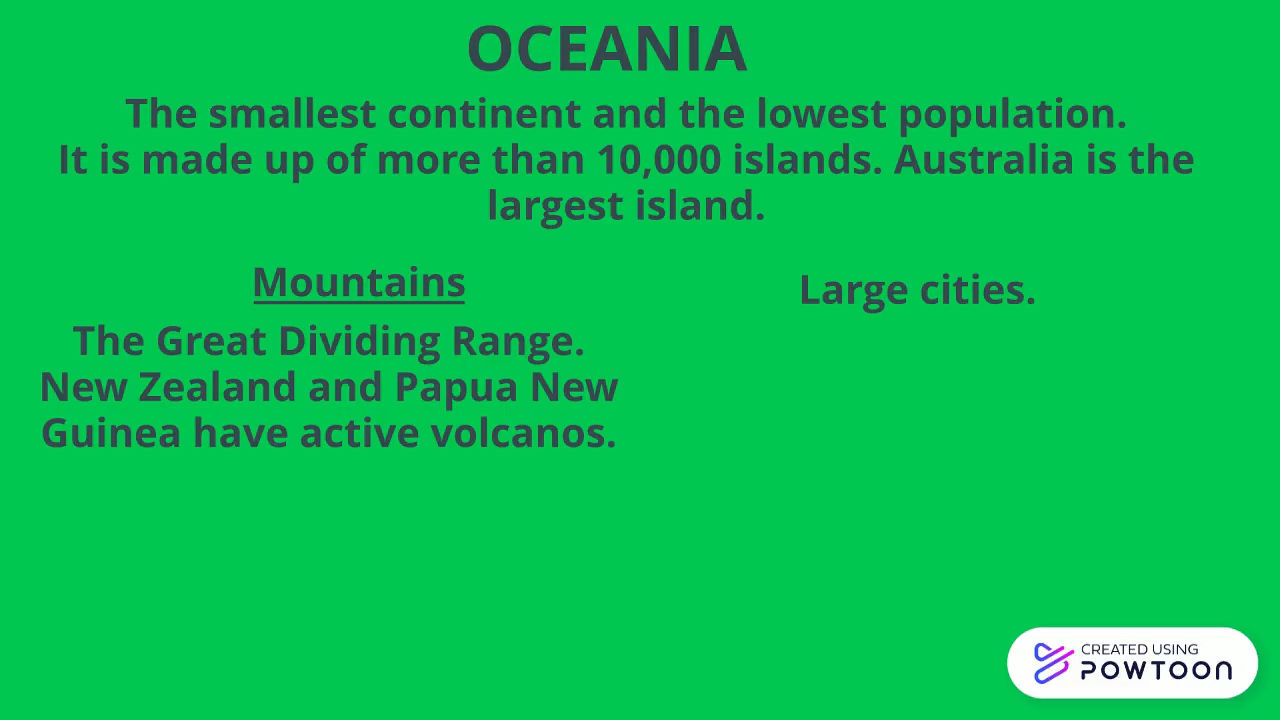 OCEANIA
The smallest continent and the lowest population.
It is made up of more than 10,000 islands. Australia is the
largest island.
Mountains
The Great Dividing Range.
New Zealand and Papua New
Guinea have active volcanos.
Large cities.
CREATED USING
POWTOON